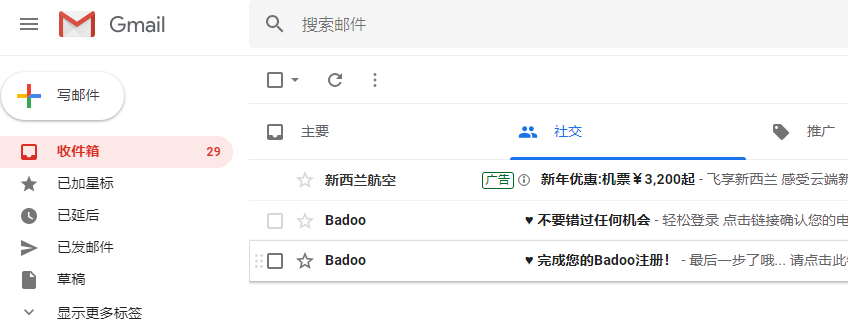 Gmail
搜索邮件
写邮件
收件箱 29
已加星标
已延后
已发邮件
草稿
显示更多标签
主要 社交 推广
新西兰航空 广告 新年优惠:机票￥3,200起 - 飞享新西兰 感受云端新
Badoo ♥ 不要错过任何机会 - 轻松登录 点击链接确认您的电
Badoo ♥ 完成您的Badoo注册! - 最后一步了哦... 请点击此